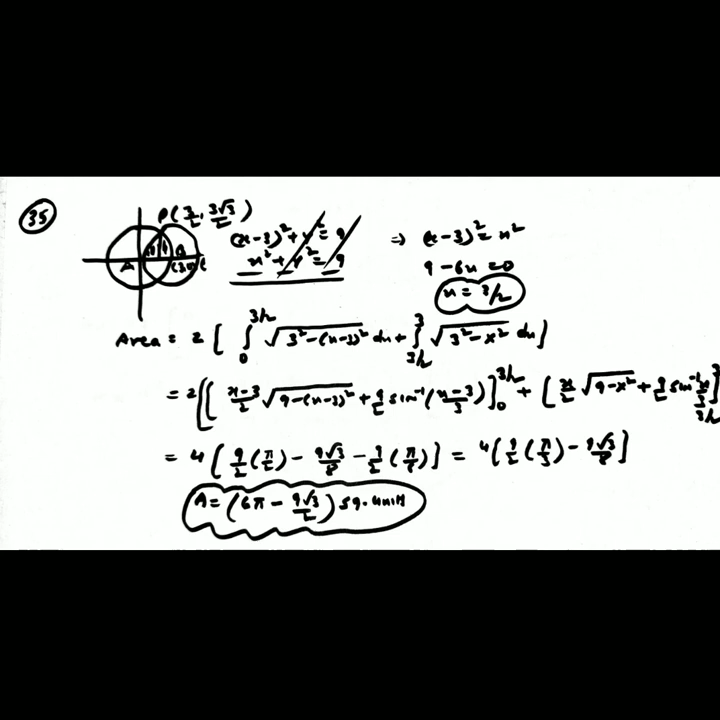 35
P(3/2, 3√3/2)
A B (3,0) C
(x-3)² + y² = 9
x² + y² = 9
⇒ (x-3)² = x²
9 - 6x = 0
x = 3/2
Area = 2 [ ∫₀^{3/2} √(3²-(x-3)²) dx + ∫_{3/2}^{3} √(3²-x²) dx ]
= 2 [ [ (x-3)/2 √(9-(x-3)²) + 9/2 sin⁻¹((x-3)/3) ]₀^{3/2} + [ x/2 √(9-x²) + 9/2 sin⁻¹ x/3 ]_{3/2}^{3}
= 4 [ 9/2 (π/2) - 9√3/8 - 9/2 (π/6) ] = 4 [ 9/2 (π/3) - 9√3/8 ]
A = (6π - 9√3/2) sq. units